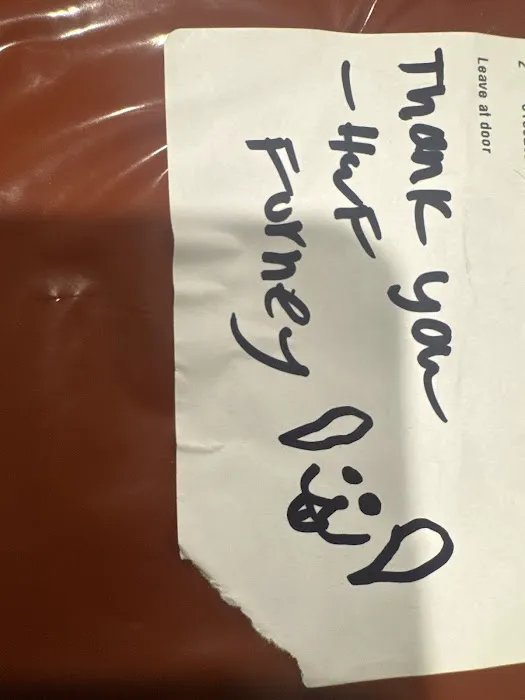 Leave at door
Thank you
- Huf
Furney